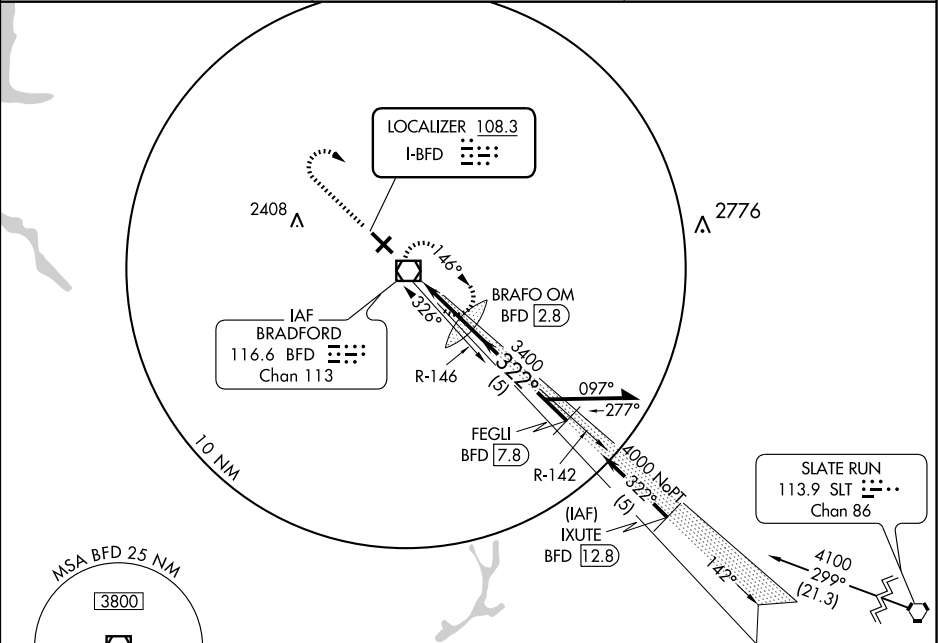 LOCALIZER 108.3
I-BFD
2408
2776
146°
IAF
BRADFORD
116.6 BFD
Chan 113
326°
BRAFO OM
BFD 2.8
R-146
3400
322°
(5)
097°
277°
FEGLI
BFD 7.8
R-142
4000 NoPT
322°
(5)
(IAF)
IXUTE
BFD 12.8
142°
10 NM
SLATE RUN
113.9 SLT
Chan 86
4100
299°
(21.3)
MSA BFD 25 NM
3800